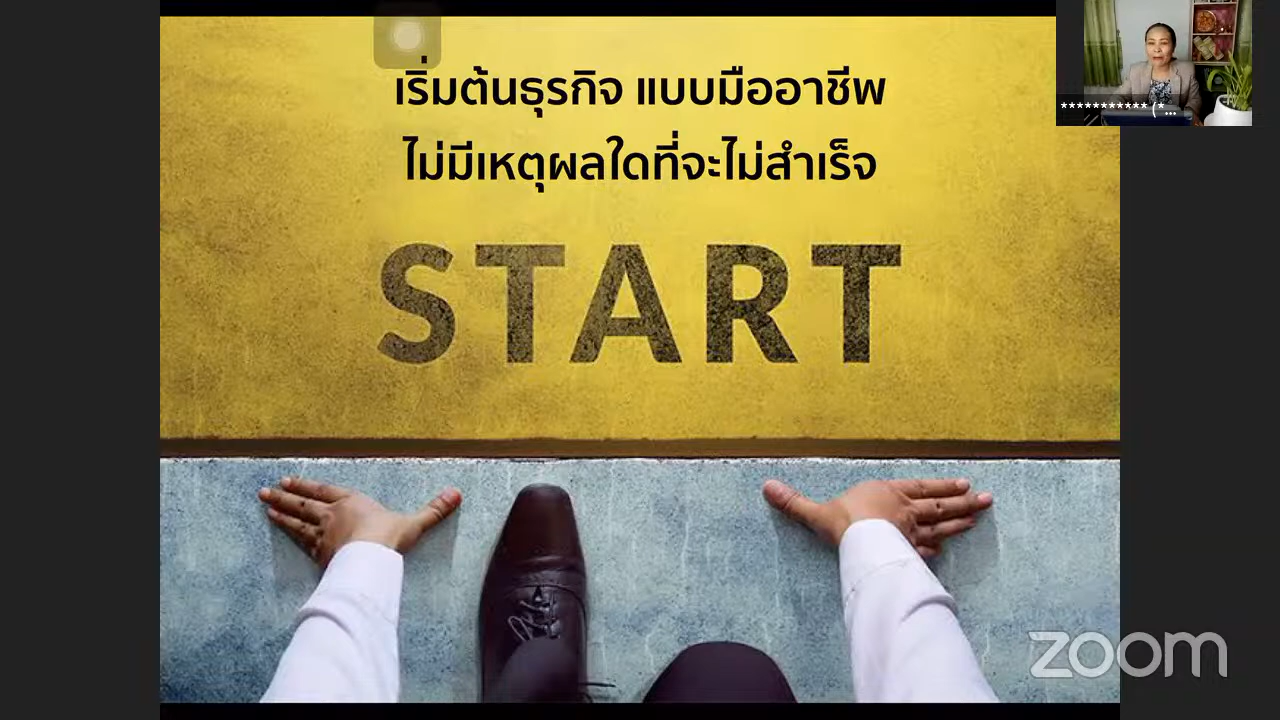 เริ่มต้นธุรกิจ แบบมืออาชีพ
ไม่มีเหตุผลใดที่จะไม่สำเร็จ
START
*********** (*...
zoom